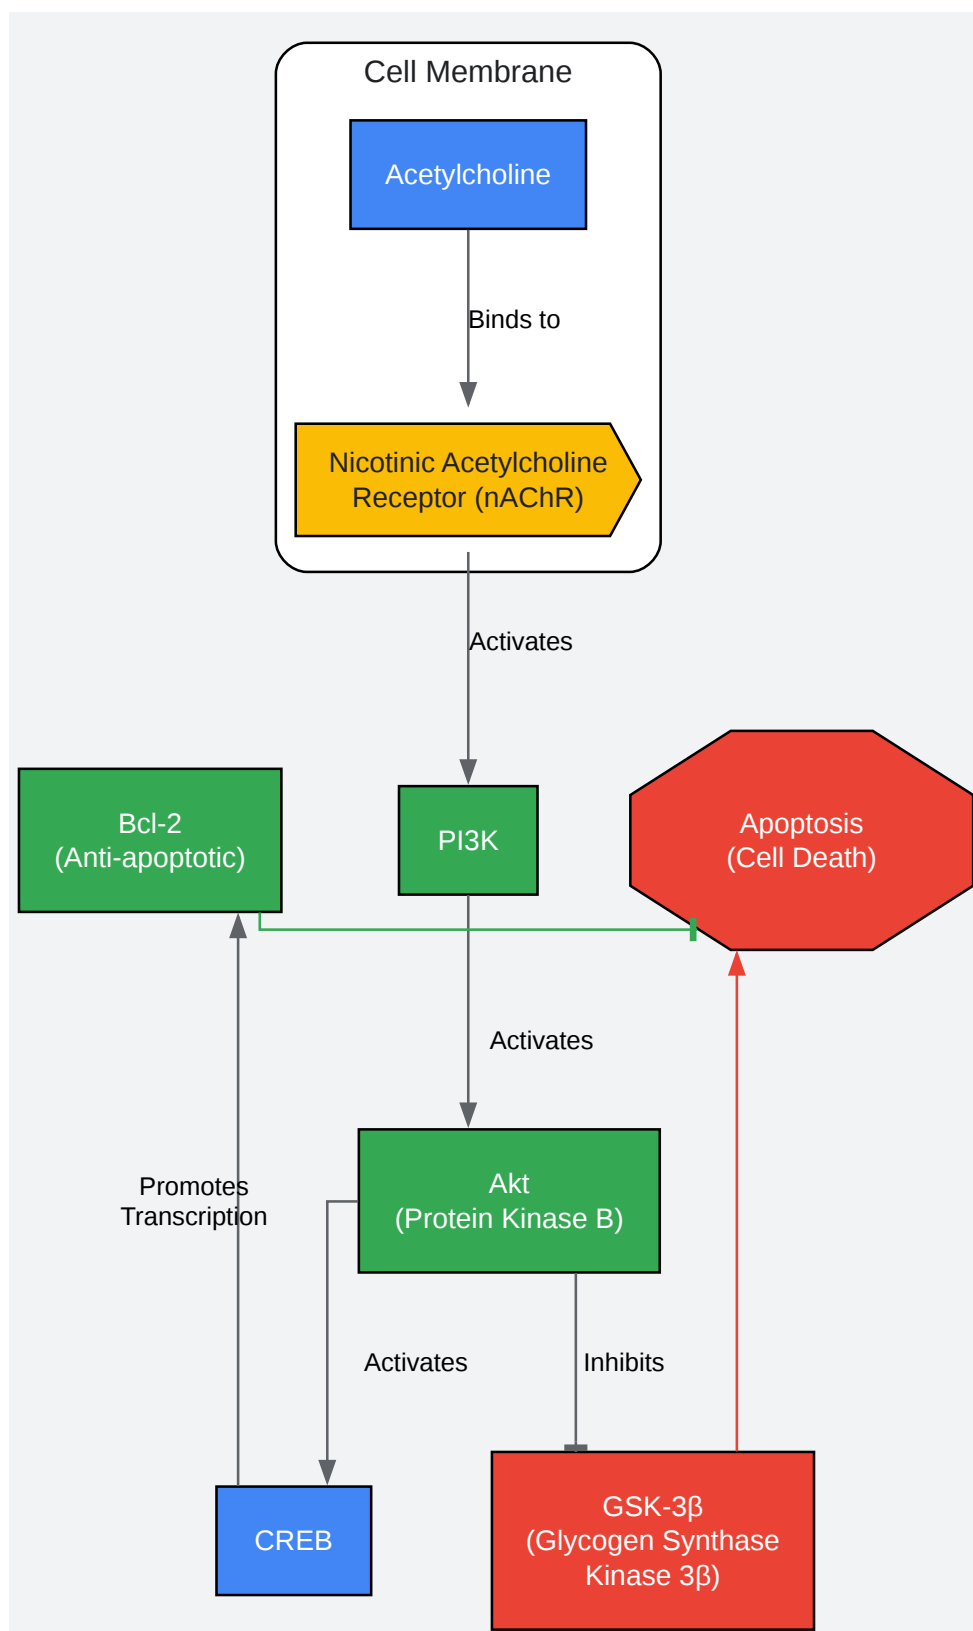 Cell Membrane
Acetylcholine
Binds to
Nicotinic Acetylcholine
Receptor (nAChR)
Activates
Bcl-2
(Anti-apoptotic)
PI3K
Apoptosis
(Cell Death)
Activates
Akt
(Protein Kinase B)
Promotes
Transcription
Activates
Inhibits
CREB
GSK-3β
(Glycogen Synthase
Kinase 3β)